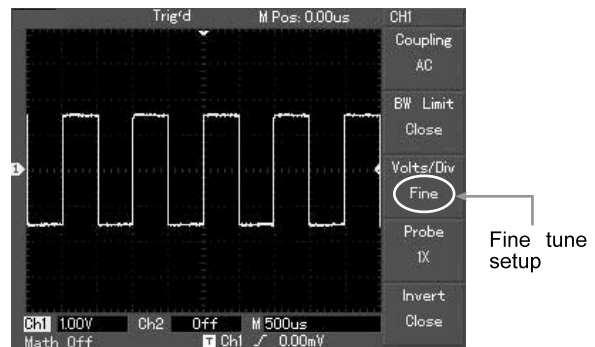 Trig'd M Pos: 0.00us CH1
Coupling
AC
BW Limit
Close
Volts/Div
Fine
Probe
1X
Invert
Close
1
Ch1 1.00V Ch2 Off M 500us
Math Off T Ch1 0.00mV
Fine tune
setup